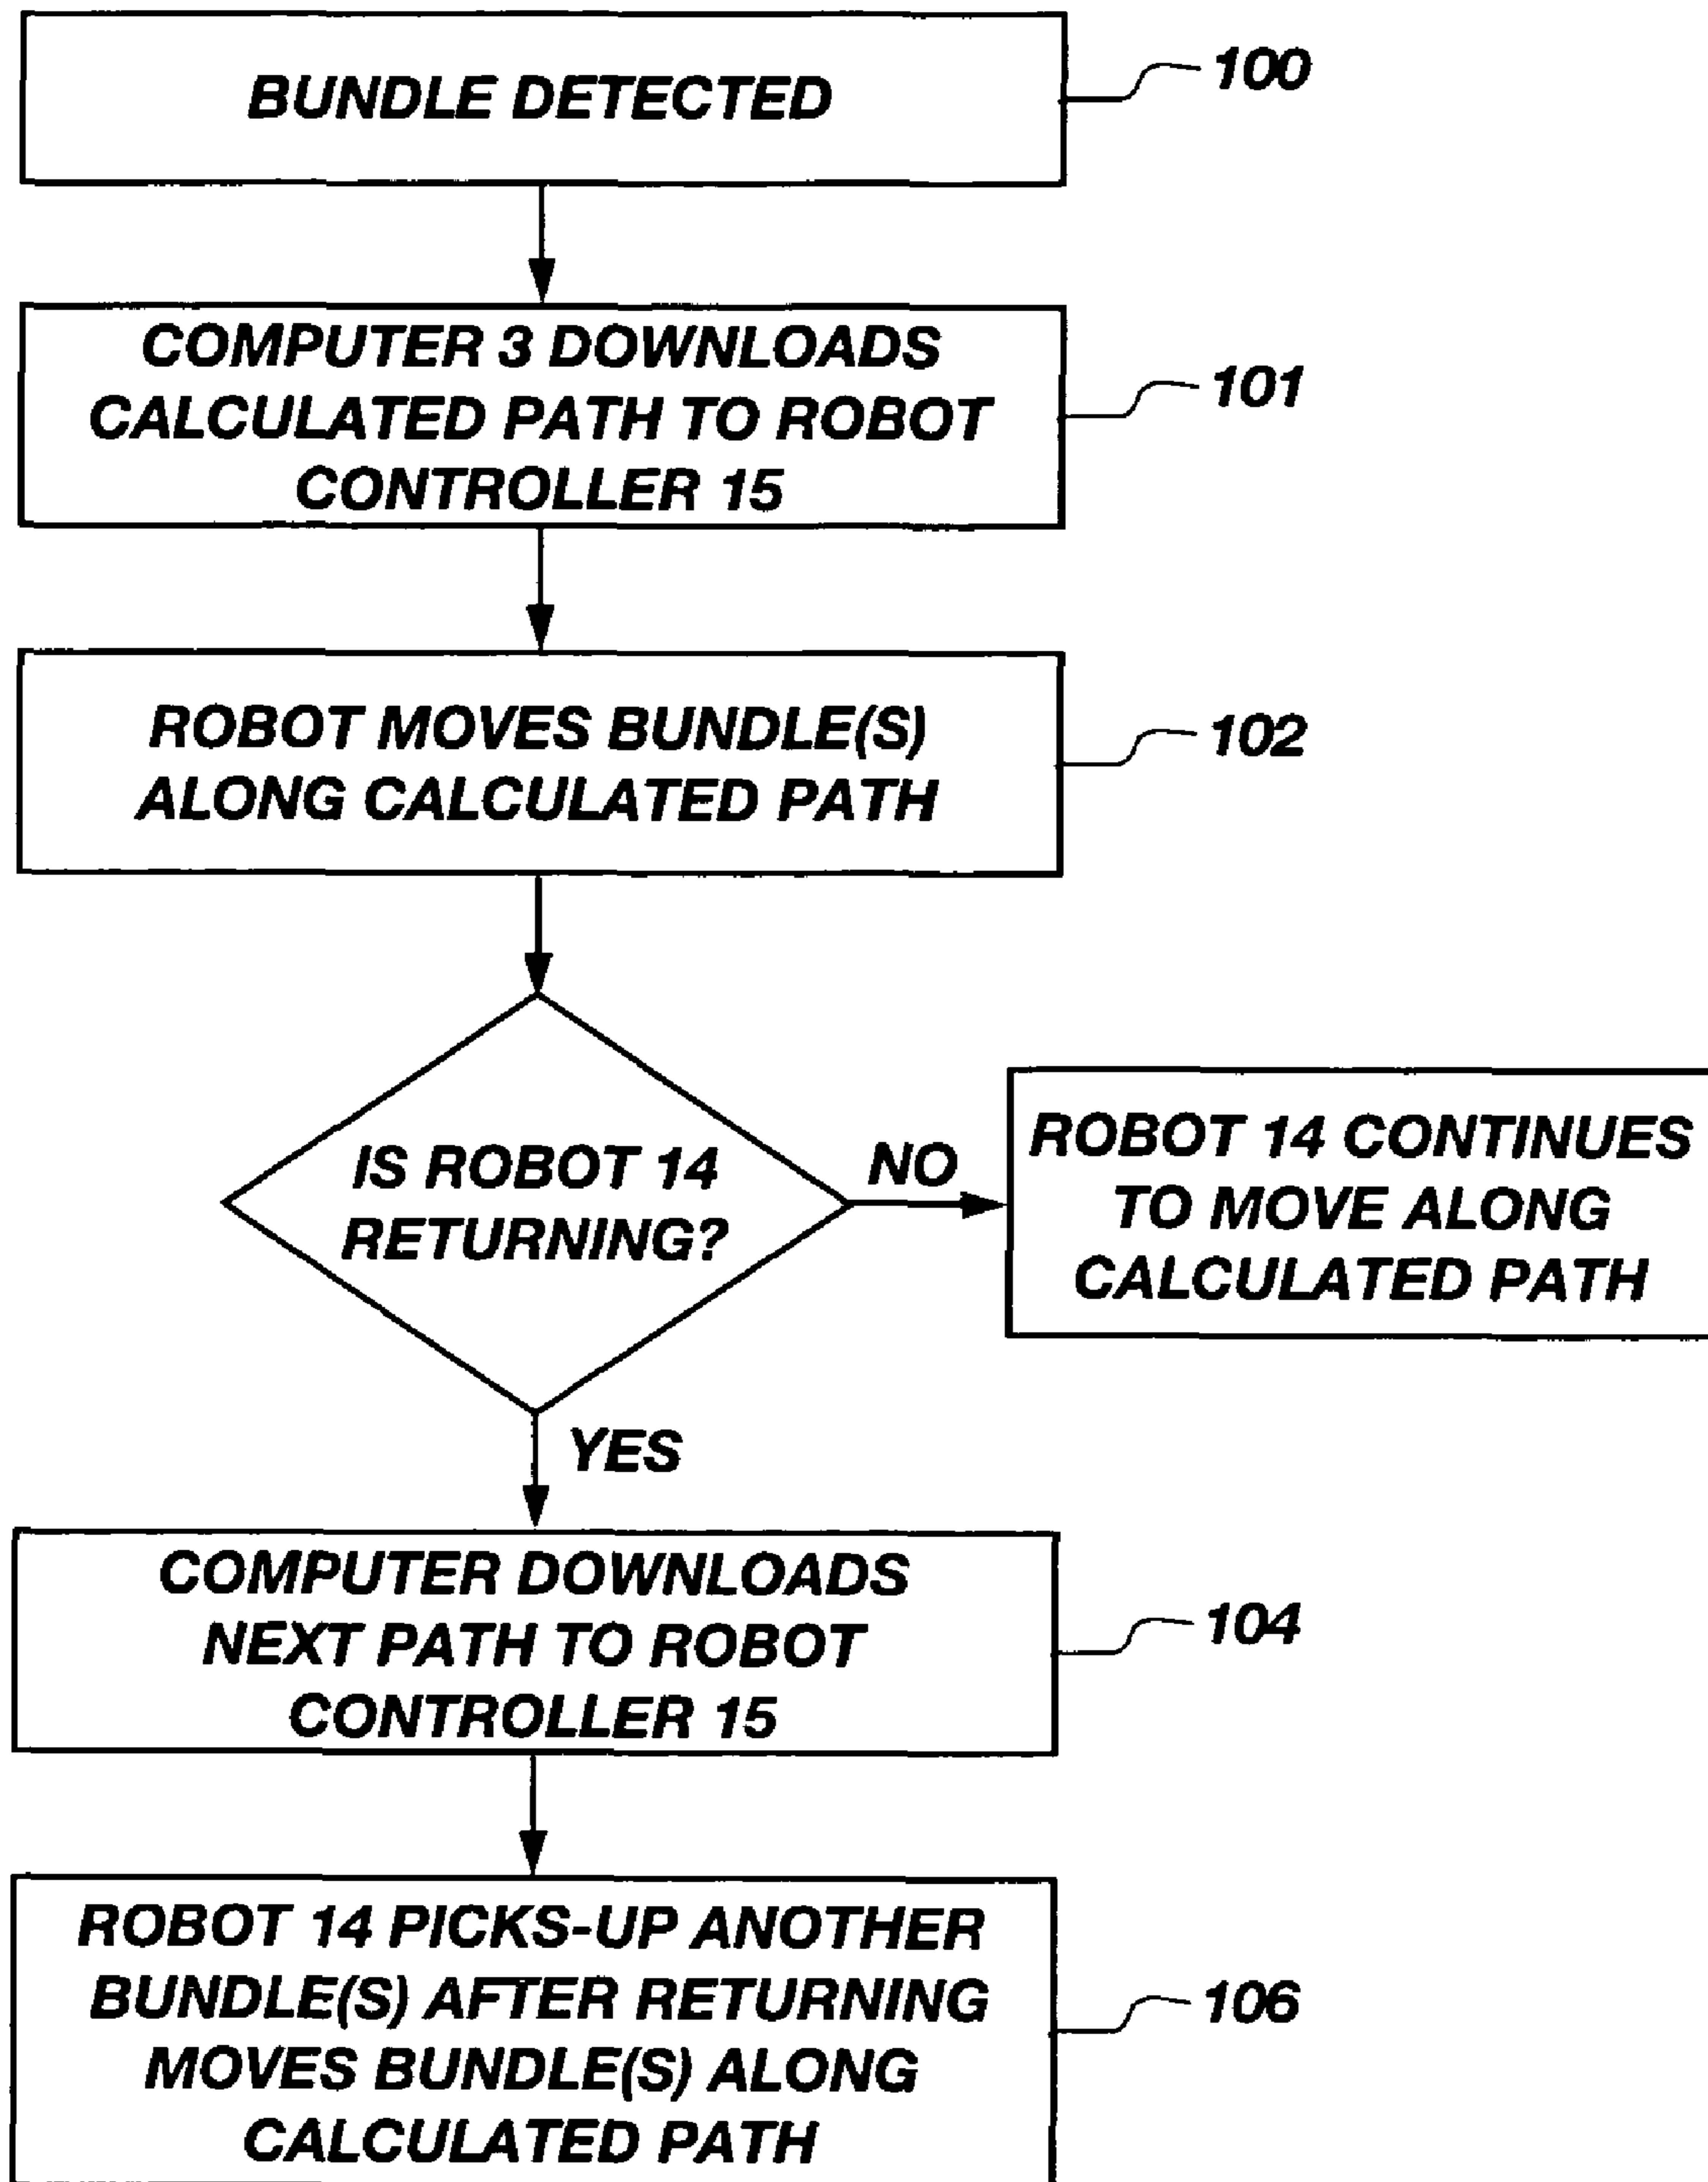 BUNDLE DETECTED
100
COMPUTER 3 DOWNLOADS
CALCULATED PATH TO ROBOT
CONTROLLER 15
101
ROBOT MOVES BUNDLE(S)
ALONG CALCULATED PATH
102
IS ROBOT 14
RETURNING?
NO
ROBOT 14 CONTINUES
TO MOVE ALONG
CALCULATED PATH
YES
COMPUTER DOWNLOADS
NEXT PATH TO ROBOT
CONTROLLER 15
104
ROBOT 14 PICKS-UP ANOTHER
BUNDLE(S) AFTER RETURNING
MOVES BUNDLE(S) ALONG
CALCULATED PATH
106